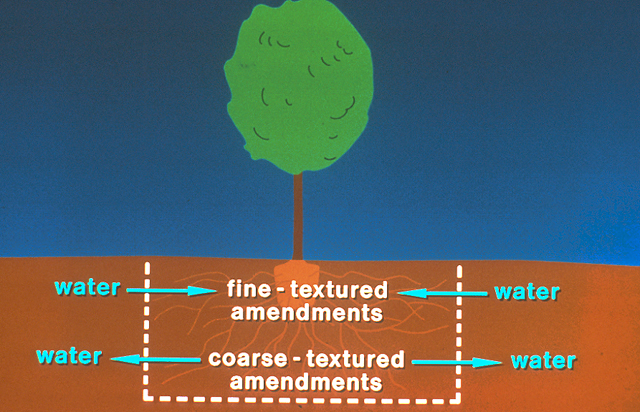 water fine - textured water
amendments
water coarse - textured water
amendments